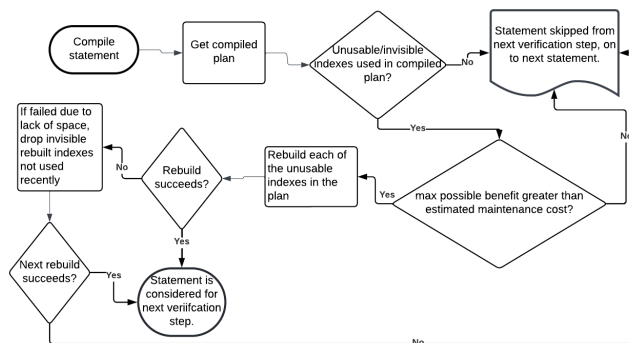 Compile
statement
Get compiled
plan
Unusable/invisible
indexes used in compiled
plan?
No
Statement skipped from
next verification step, on
to next statement.
Yes
No
max possible benefit greater than
estimated maintenance cost?
Yes
Rebuild each of
the unusable
indexes in the
plan
Rebuild
succeeds?
No
If failed due to
lack of space,
drop invisible
rebuilt indexes
not used
recently
Yes
Next rebuild
succeeds?
Yes
Statement is
considered for
next veriifcation
step.
No